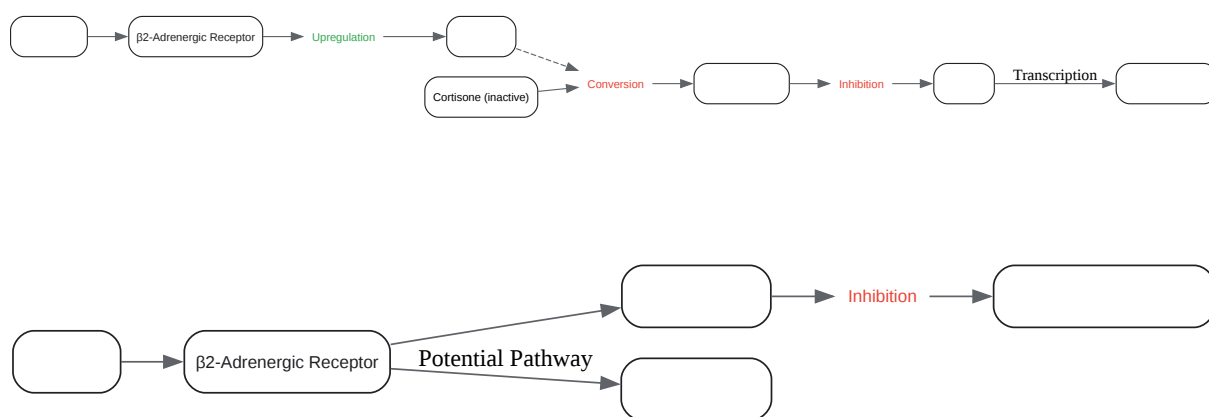 β2-Adrenergic Receptor
Upregulation
Cortisone (inactive)
Conversion
Inhibition
Transcription
β2-Adrenergic Receptor
Potential Pathway
Inhibition